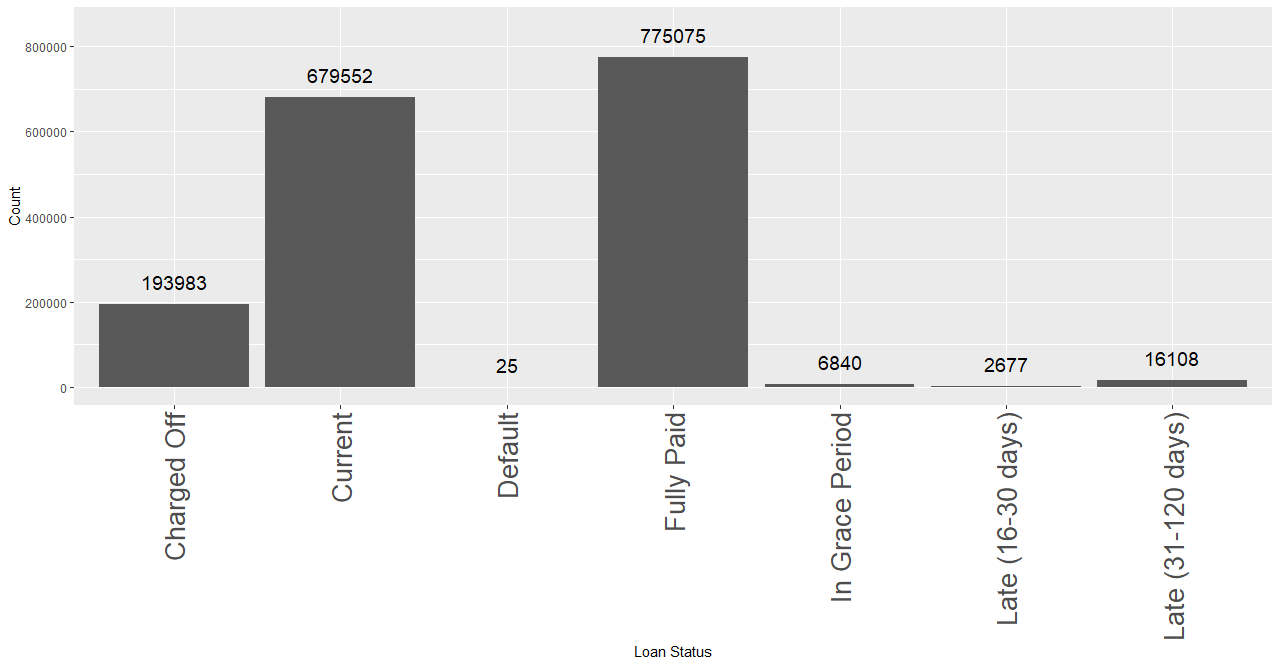 775075
800000
679552
600000
Count
400000
193983
200000
25
6840
2677
16108
0
Charged Off
Current
Default
Fully Paid
In Grace Period
Late (16-30 days)
Late (31-120 days)
Loan Status